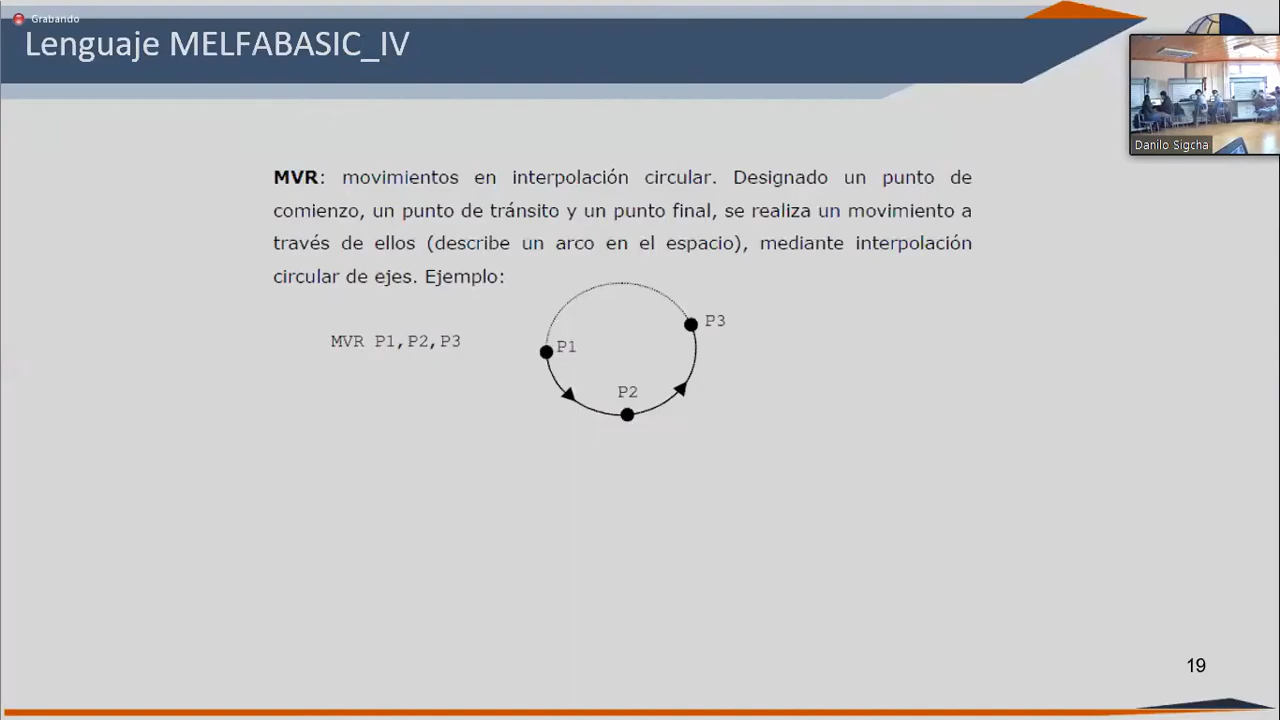 Grabando
Lenguaje MELFABASIC_IV
Danilo Sigcha
MVR: movimientos en interpolación circular. Designado un punto de
comienzo, un punto de tránsito y un punto final, se realiza un movimiento a
través de ellos (describe un arco en el espacio), mediante interpolación
circular de ejes. Ejemplo:
MVR P1,P2,P3
P3
P1
P2
19